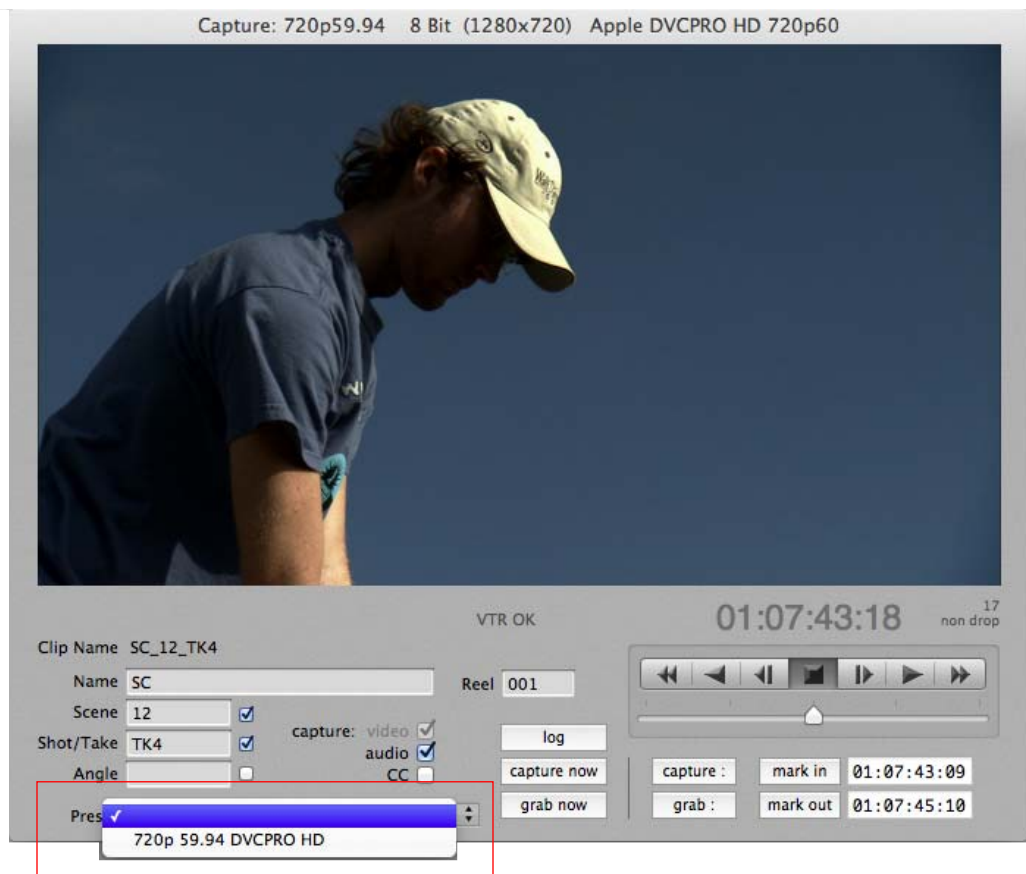 Capture: 720p59.94 8 Bit (1280x720) Apple DVCPRO HD 720p60
VTR OK
01:07:43:18
17
non drop
Clip Name SC_12_TK4
Name SC
Reel 001
Scene 12
Shot/Take TK4
Angle
capture: video
audio
CC
log
capture now
grab now
capture :
mark in
01:07:43:09
grab :
mark out
01:07:45:10
Pres
720p 59.94 DVCPRO HD